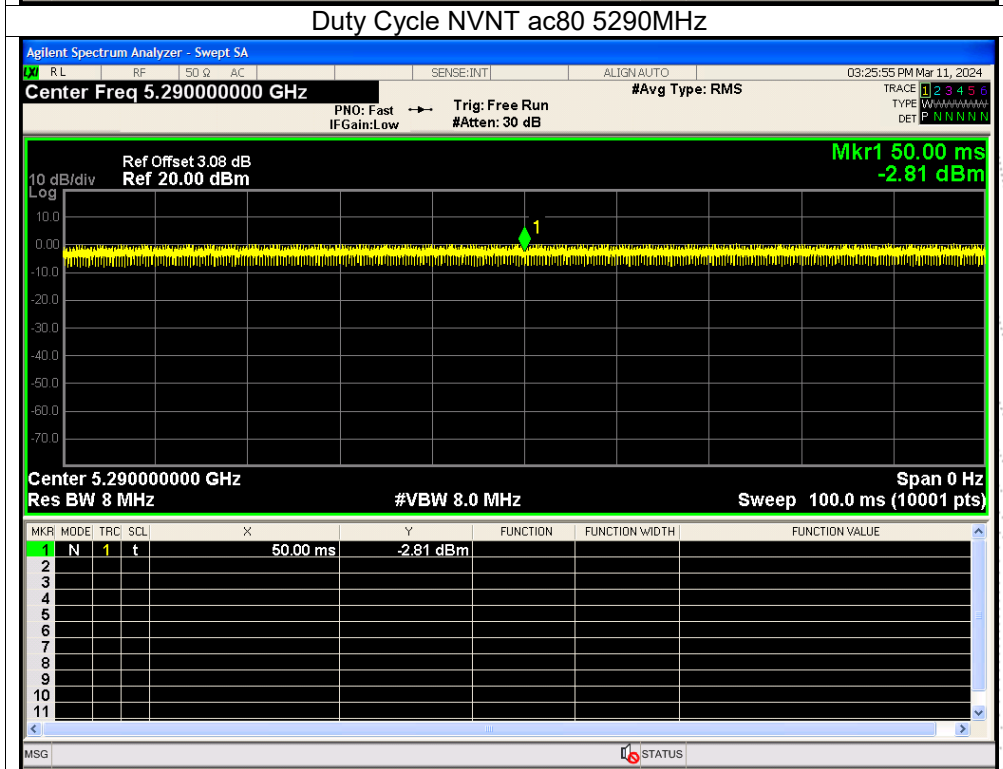 Duty Cycle NVNT ac80 5290MHz
Agilent Spectrum Analyzer - Swept SA
LXI RL RF 50 Ω AC SENSE:INT ALIGN AUTO 03:25:55 PM Mar 11, 2024
Center Freq 5.290000000 GHz #Avg Type: RMS TRACE 1 2 3 4 5 6
PNO: Fast Trig: Free Run TYPE W
IFGain:Low #Atten: 30 dB DET P N N N N N
Mkr1 50.00 ms
Ref Offset 3.08 dB
10 dB/div Ref 20.00 dBm -2.81 dBm
Log
10.0
1
0.00
-10.0
-20.0
-30.0
-40.0
-50.0
-60.0
-70.0
Center 5.290000000 GHz Span 0 Hz
Res BW 8 MHz #VBW 8.0 MHz Sweep 100.0 ms (10001 pts)
MKR MODE TRC SCL X Y FUNCTION FUNCTION WIDTH FUNCTION VALUE
1 N 1 t 50.00 ms -2.81 dBm
2
3
4
5
6
7
8
9
10
11
MSG STATUS